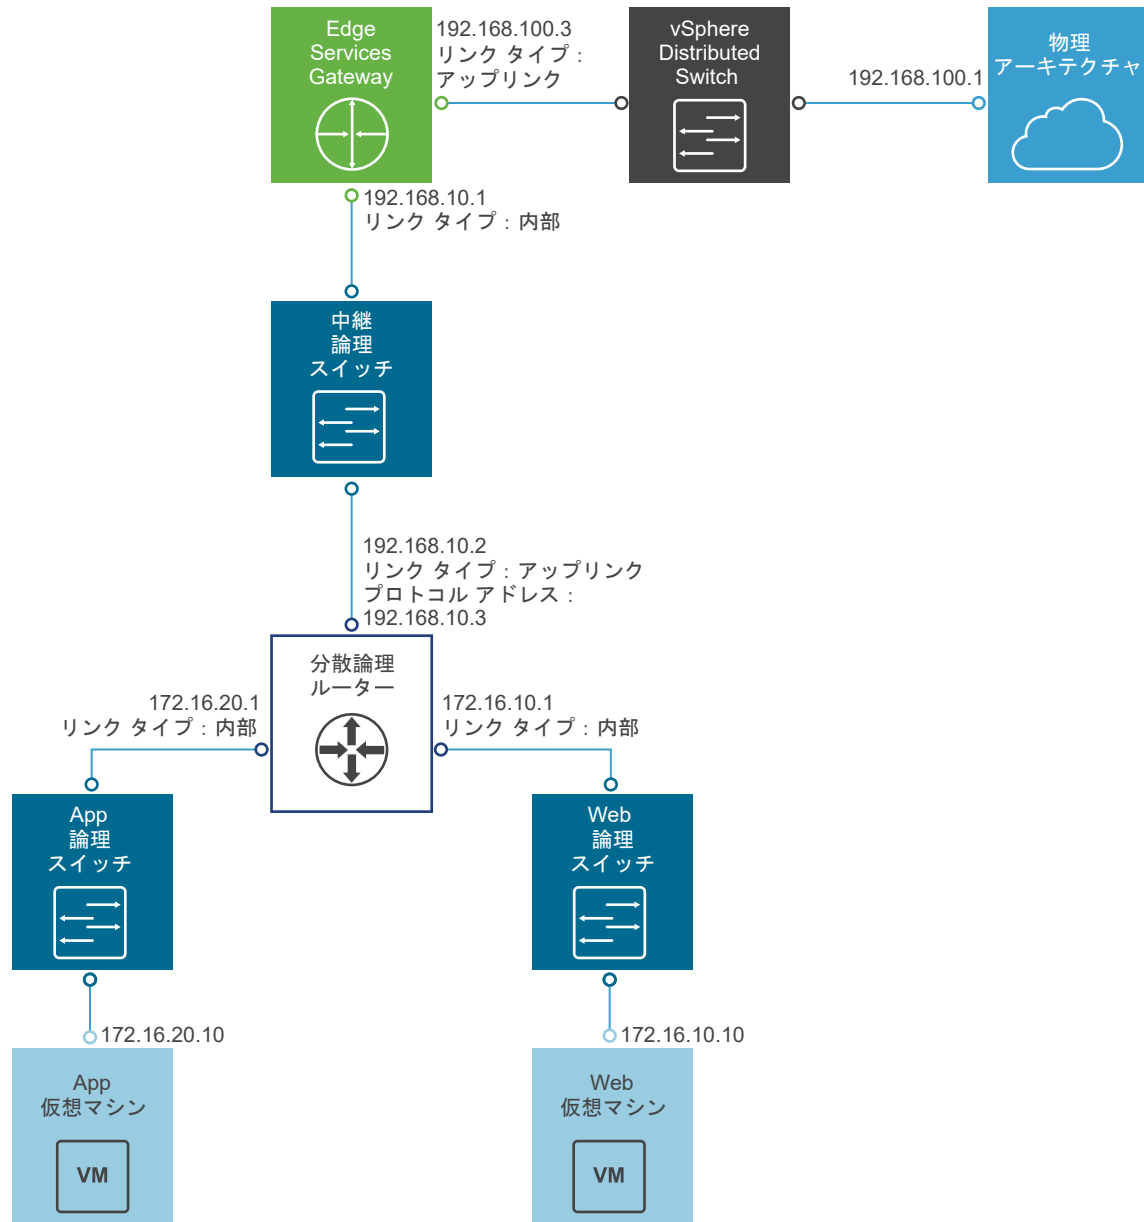 Edge
Services
Gateway
192.168.100.3
リンク タイプ：
アップリンク
vSphere
Distributed
Switch
192.168.100.1
物理
アーキテクチャ
192.168.10.1
リンク タイプ：内部
中継
論理
スイッチ
192.168.10.2
リンク タイプ：アップリンク
プロトコル アドレス：
192.168.10.3
分散論理
ルーター
172.16.20.1
リンク タイプ：内部
172.16.10.1
リンク タイプ：内部
App
論理
スイッチ
Web
論理
スイッチ
172.16.20.10
172.16.10.10
App
仮想マシン
VM
Web
仮想マシン
VM